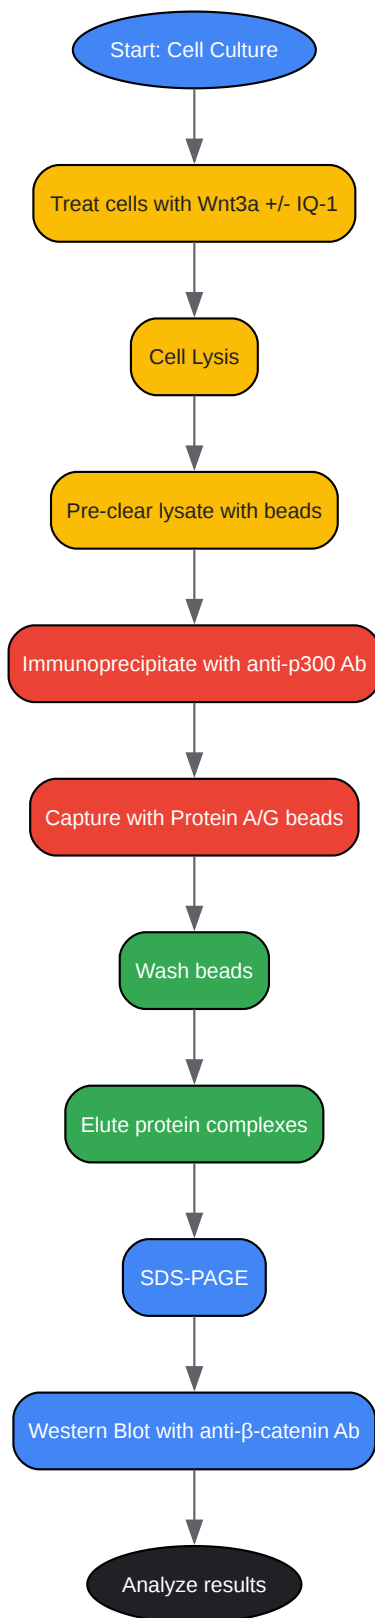 Start: Cell Culture
Treat cells with Wnt3a +/- IQ-1
Cell Lysis
Pre-clear lysate with beads
Immunoprecipitate with anti-p300 Ab
Capture with Protein A/G beads
Wash beads
Elute protein complexes
SDS-PAGE
Western Blot with anti-β-catenin Ab
Analyze results